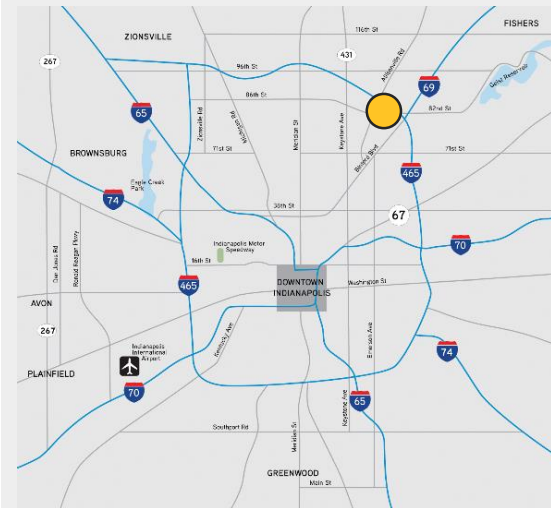 116th St
FISHERS
ZIONSVILLE
431
Allisonville Rd
267
96th St
69
Geist Reservoir
86th St
82nd St
65
Zionsville Rd
Michigan Rd
Meridian St
Keystone Ave
Binford Blvd
71st St
71st St
BROWNSBURG
465
Eagle Creek
Park
74
38th St
67
70
Indianapolis Motor
Speedway
Dan Jones Rd
Ronald Reagan Pkwy
16th St
DOWNTOWN
INDIANAPOLIS
Washington St
465
AVON
267
Indianapolis
International
Airport
Kentucky Ave
Emerson Ave
74
PLAINFIELD
70
65
Keystone Ave
Southport Rd
Meridian St
GREENWOOD
Main St